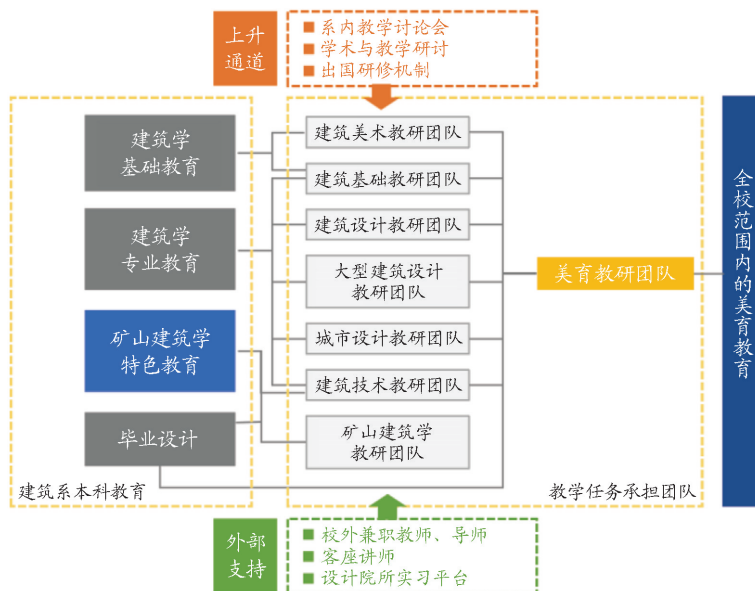 上升
通道
■ 系内教学讨论会
■ 学术与教学研讨
■ 出国研修机制
建筑学
基础教育
建筑学
专业教育
矿山建筑学
特色教育
毕业设计
建筑系本科教育
建筑美术教研团队
建筑基础教研团队
建筑设计教研团队
大型建筑设计
教研团队
城市设计教研团队
建筑技术教研团队
矿山建筑学
教研团队
教学任务承担团队
美育教研团队
全校范围内的美育教育
外部
支持
■ 校外兼职教师、导师
■ 客座讲师
■ 设计院所实习平台